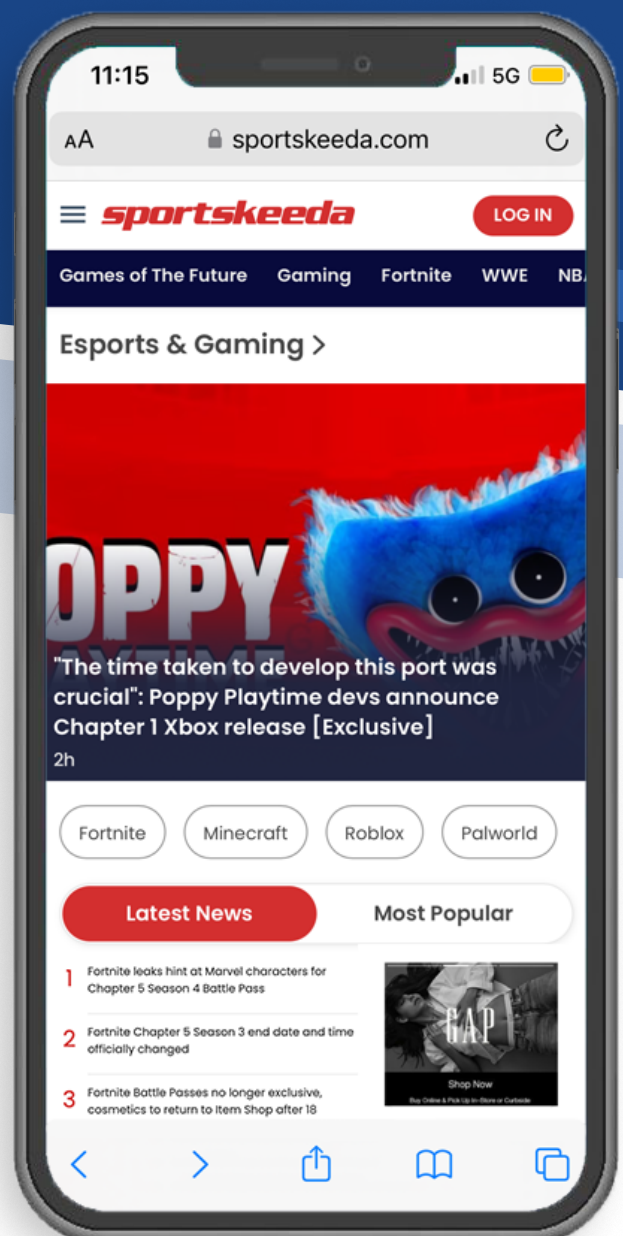 11:15
5G
AA
sportskeeda.com
sportskeeda
LOG IN
Games of The Future
Gaming
Fortnite
WWE
NB
Esports & Gaming >
OPPY
"The time taken to develop this port was
crucial": Poppy Playtime devs announce
Chapter 1 Xbox release [Exclusive]
2h
Fortnite
Minecraft
Roblox
Palworld
Latest News
Most Popular
1 Fortnite leaks hint at Marvel characters for
Chapter 5 Season 4 Battle Pass
2 Fortnite Chapter 5 Season 3 end date and time
officially changed
3 Fortnite Battle Passes no longer exclusive,
cosmetics to return to Item Shop after 18
GAP
Shop Now
Buy Online & Pick Up In-Store or Curbside